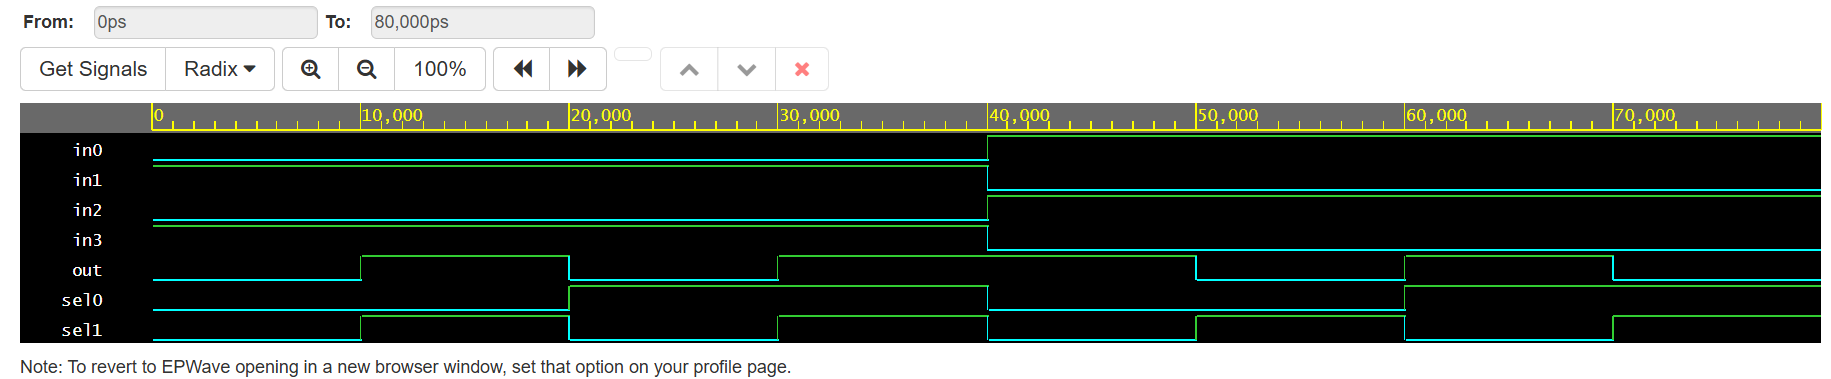 From: 0ps To: 80,000ps
Get Signals Radix 100%
0 10,000 20,000 30,000 40,000 50,000 60,000 70,000
in0
in1
in2
in3
out
sel0
sel1
Note: To revert to EPWave opening in a new browser window, set that option on your profile page.